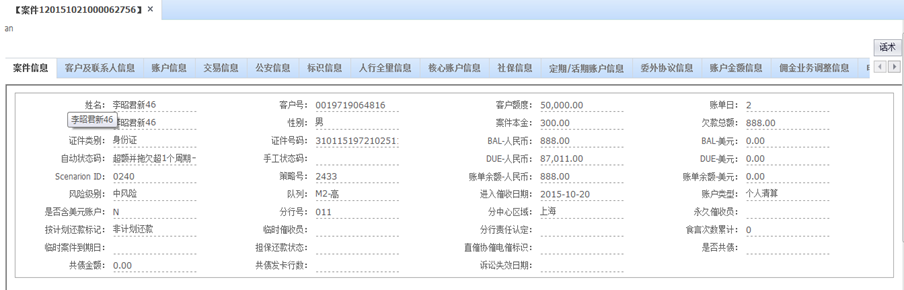 【案件120151021000062756】 ×
an
话术
案件信息 客户及联系人信息 账户信息 交易信息 公安信息 标识信息 人行全望信息 核心账户信息 社保信息 定期/活期账户信息 委外协议信息 账户金额信息 佣金业务调整信息
姓名: 李昭君新46 客户号: 0019719064816 客户额度: 50,000.00 账单日: 2
李昭君新46 李昭君新46 性别: 男 案件本金: 300.00 欠款总额: 888.00
证件类别: 身份证 证件号码: 310115197210251 BAL-人民币: 888.00 BAL-美元: 0.00
自动状态码: 超额并拖欠超1个周期- 手工状态码: DUE-人民币: 87,011.00 DUE-美元: 0.00
Scenarion ID: 0240 策略号: 2433 账单余额-人民币: 888.00 账单余额-美元: 0.00
风险级别: 中风险 队列: M2-高 进入催收日期: 2015-10-20 账户类型: 个人清算
是否含美元账户: N 分行号: 011 分中心区域: 上海 永久催收员:
按计划还款标记: 非计划还款 临时催收员: 分行责任认定: 食言次数累计: 0
临时案件到期日: 担保还款状态: 直催协催电催标识: 是否共债:
共债金额: 0.00 共债发卡行数: 诉讼失效日期: